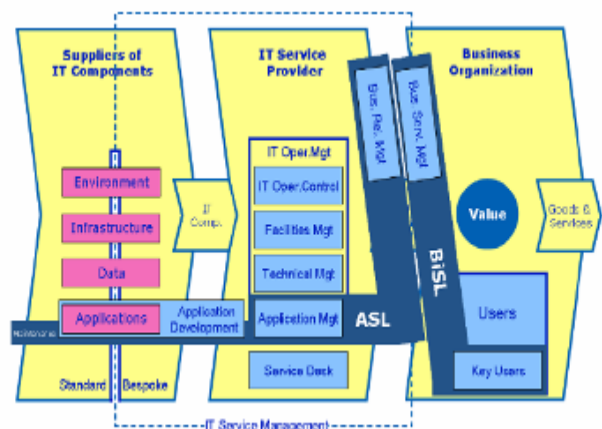 Suppliers of
IT Components
IT Service
Provider
Business
Organization
Bus. Rel. Mgt
Bus. Serv. Mgt
IT Oper.Mgt
Environment
IT Oper.Control
IT
Comp.
Infrastructure
Facilities Mgt
Value
Goods &
Services
Data
Technical Mgt
BiSL
Applications
Application
Development
Application Mgt
ASL
Users
Maintenance
Standard
Bespoke
Service Desk
Key Users
IT Service Management